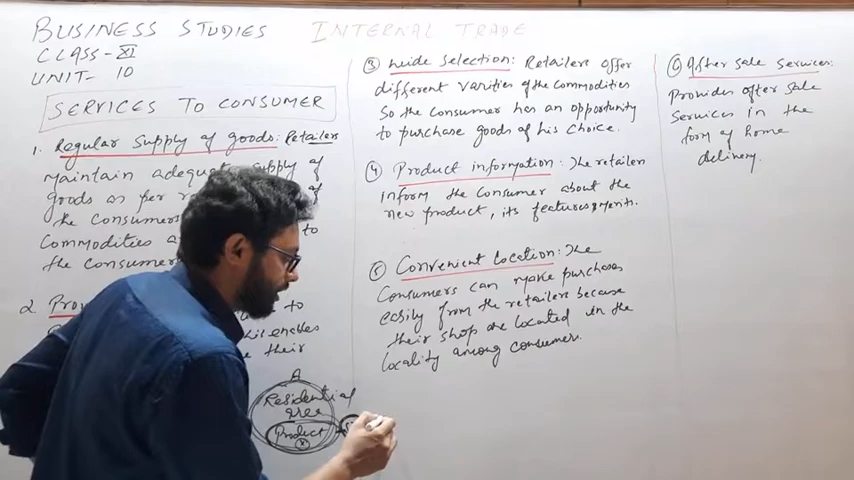 BUSINESS STUDIES
INTERNAL TRADE
CLASS-XI
UNIT- 10
SERVICES TO CONSUMER
1. Regular supply of goods: Retailers
maintain adequate supply of
goods as per
the consumers to
commodities
the consumer
2. to
enables
their
A
Residential
area
Product
(x)
③ wide selection: Retailers offer
different varities of the commodities
So the consumer has an opportunity
to purchase goods of his choice.
④ Product information: The retailers
inform the consumer about the
new product, its features, merits.
⑤ Convenient location: The
Consumers can make purchases
easily from the retailers because
their shop are located in the
locality among consumer.
⑥ After sale services:
Provides after sale
services in the
form of home
delivery.